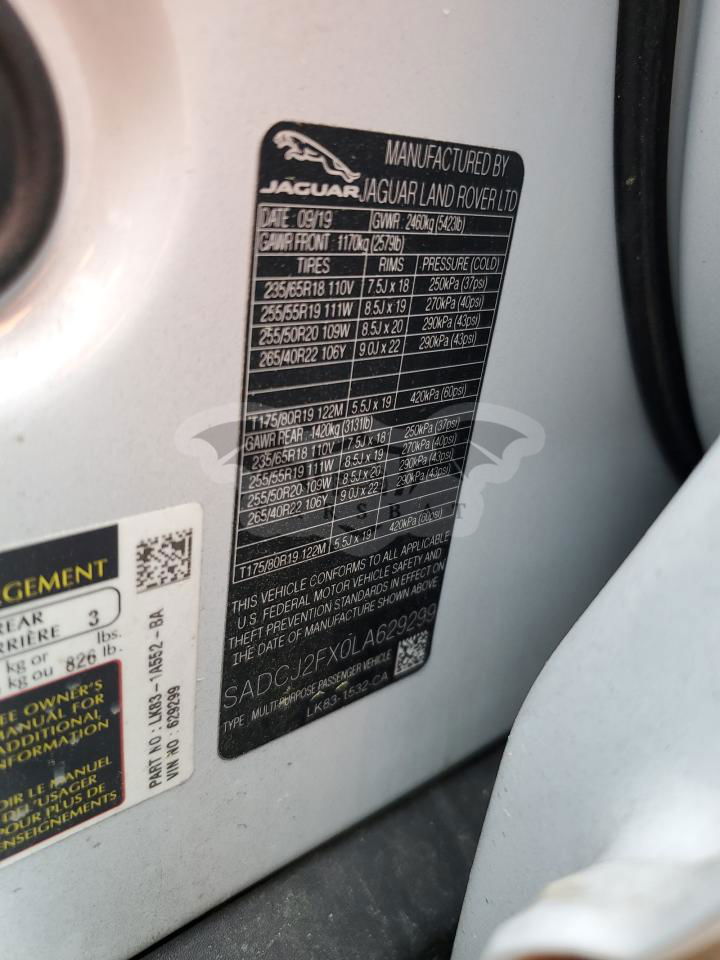 JAGUAR
MANUFACTURED BY
JAGUAR LAND ROVER LTD
DATE: 09/19 GVWR: 2460kg (5423lb)
GAWR FRONT: 1170kg (2579lb)
TIRES RIMS PRESSURE (COLD)
235/65R18 110V 7.5J x 18 250kPa (37psi)
255/55R19 111W 8.5J x 19 270kPa (40psi)
255/50R20 109W 8.5J x 20 290kPa (43psi)
265/40R22 106Y 9.0J x 22 290kPa (43psi)
T175/80R19 122M 5.5J x 19 420kPa (60psi)
GAWR REAR: 1420kg (3131lb)
235/65R18 110V 7.5J x 18 250kPa (37psi)
255/55R19 111W 8.5J x 19 270kPa (40psi)
255/50R20 109W 8.5J x 20 290kPa (43psi)
265/40R22 106Y 9.0J x 22 290kPa (43psi)
T175/80R19 122M 5.5J x 19 420kPa (60psi)
THIS VEHICLE CONFORMS TO ALL APPLICABLE
U.S. FEDERAL MOTOR VEHICLE SAFETY AND
THEFT PREVENTION STANDARDS IN EFFECT ON
THE DATE OF MANUFACTURE SHOWN ABOVE
SADCJ2FX0LA629299
TYPE: MULTI-PURPOSE PASSENGER VEHICLE
LK83-1532-CA
GEMENT
REAR
RRIÈRE 3
kg or lbs.
kg ou 826 lb.
EE OWNER'S
MANUAL FOR
ADDITIONAL
INFORMATION
OIR LE MANUEL
DE L'USAGER
POUR PLUS DE
ENSEIGNEMENTS
PART NO: LK83-1A552-BA
VIN NO: 629299